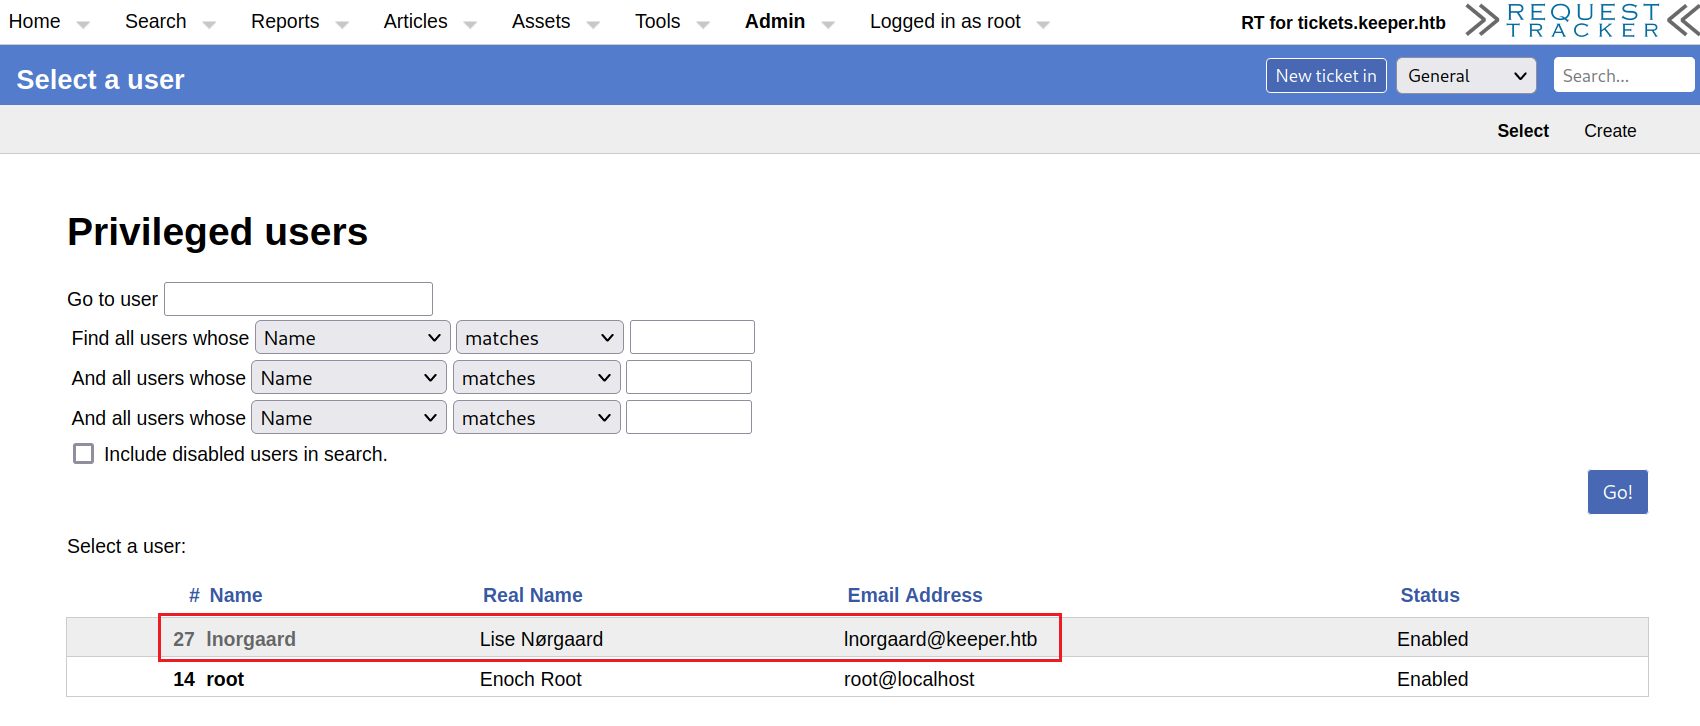 Home Search Reports Articles Assets Tools Admin Logged in as root RT for tickets.keeper.htb REQUEST TRACKER
Select a user New ticket in General Search...
Select Create
Privileged users
Go to user
Find all users whose Name matches
And all users whose Name matches
And all users whose Name matches
Include disabled users in search.
Go!
Select a user:
# Name Real Name Email Address Status
27 lnorgaard Lise Nørgaard lnorgaard@keeper.htb Enabled
14 root Enoch Root root@localhost Enabled